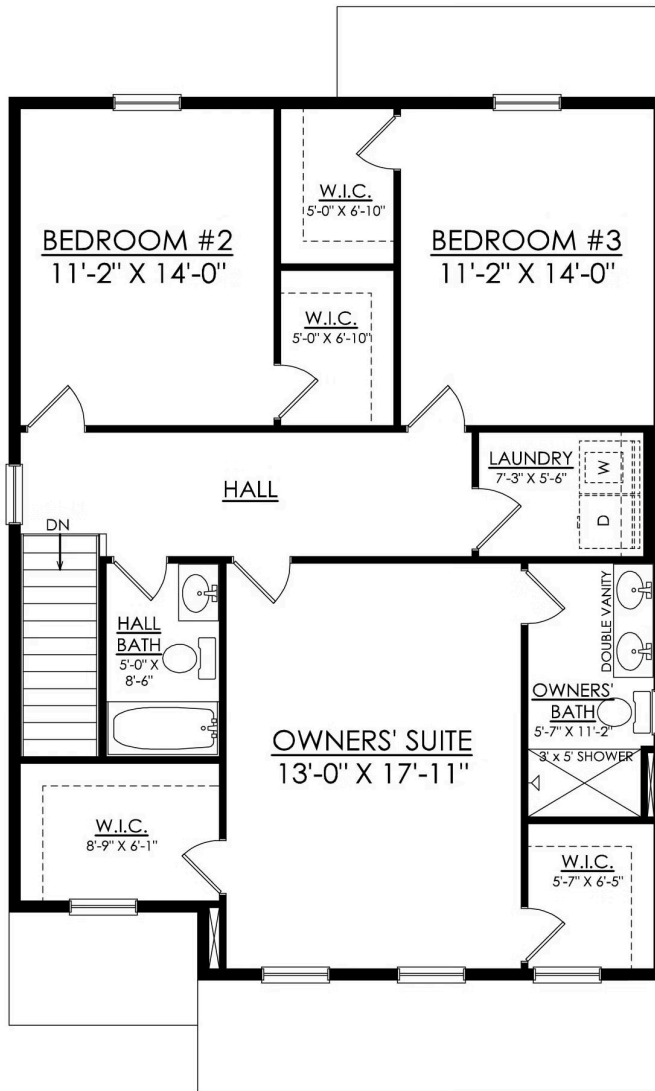 W.I.C.
5'-0" X 6'-10"
BEDROOM #2
11'-2" X 14'-0"
BEDROOM #3
11'-2" X 14'-0"
W.I.C.
5'-0" X 6'-10"
LAUNDRY
7'-3" X 5'-6"
W
D
HALL
DN
HALL
BATH
5'-0" X
8'-6"
DOUBLE VANITY
OWNERS'
BATH
5'-7" X 11'-2"
3' x 5' SHOWER
OWNERS' SUITE
13'-0" X 17'-11"
W.I.C.
8'-9" X 6'-1"
W.I.C.
5'-7" X 6'-5"